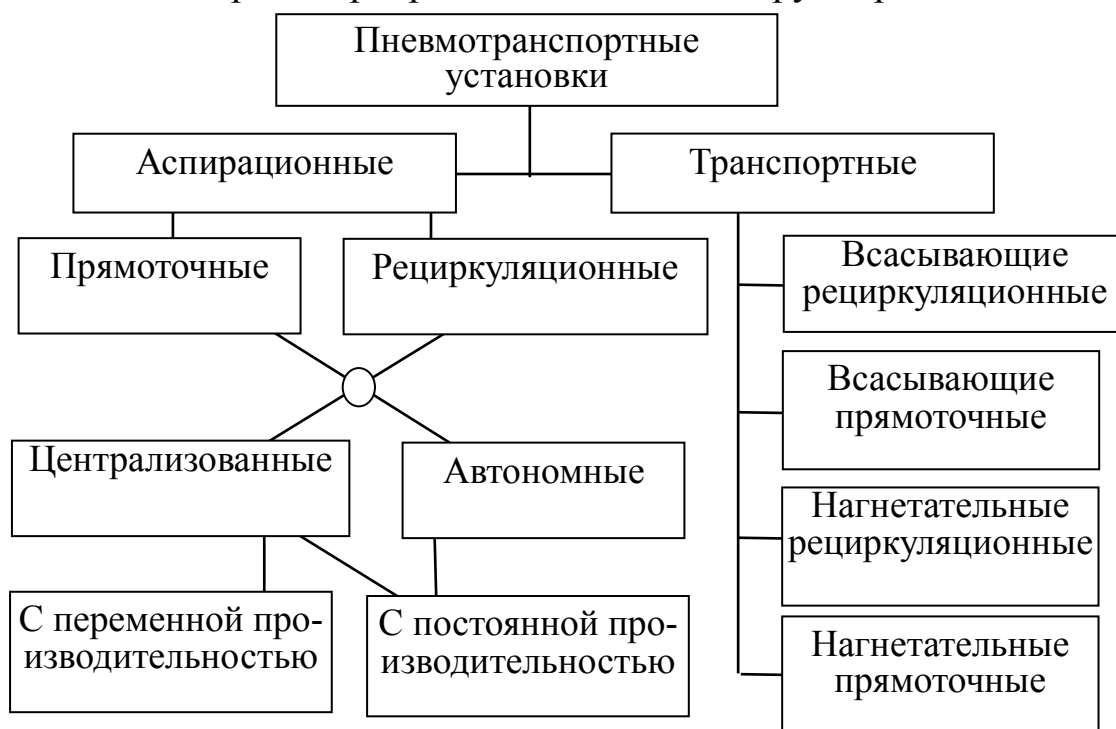 Пневмотранспортные
установки
Аспирационные
Транспортные
Прямоточные
Рециркуляционные
Всасывающие
рециркуляционные
Всасывающие
прямоточные
Централизованные
Автономные
Нагнетательные
рециркуляционные
С переменной про-
изводительностью
С постоянной про-
изводительностью
Нагнетательные
прямоточные